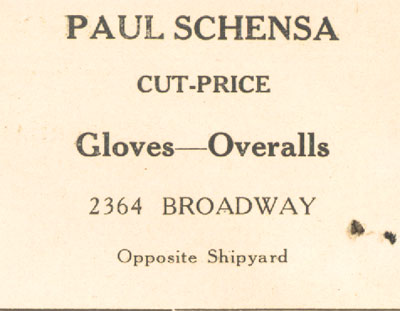 PAUL SCHENSA
CUT-PRICE
Gloves—Overalls
2364 BROADWAY
Opposite Shipyard